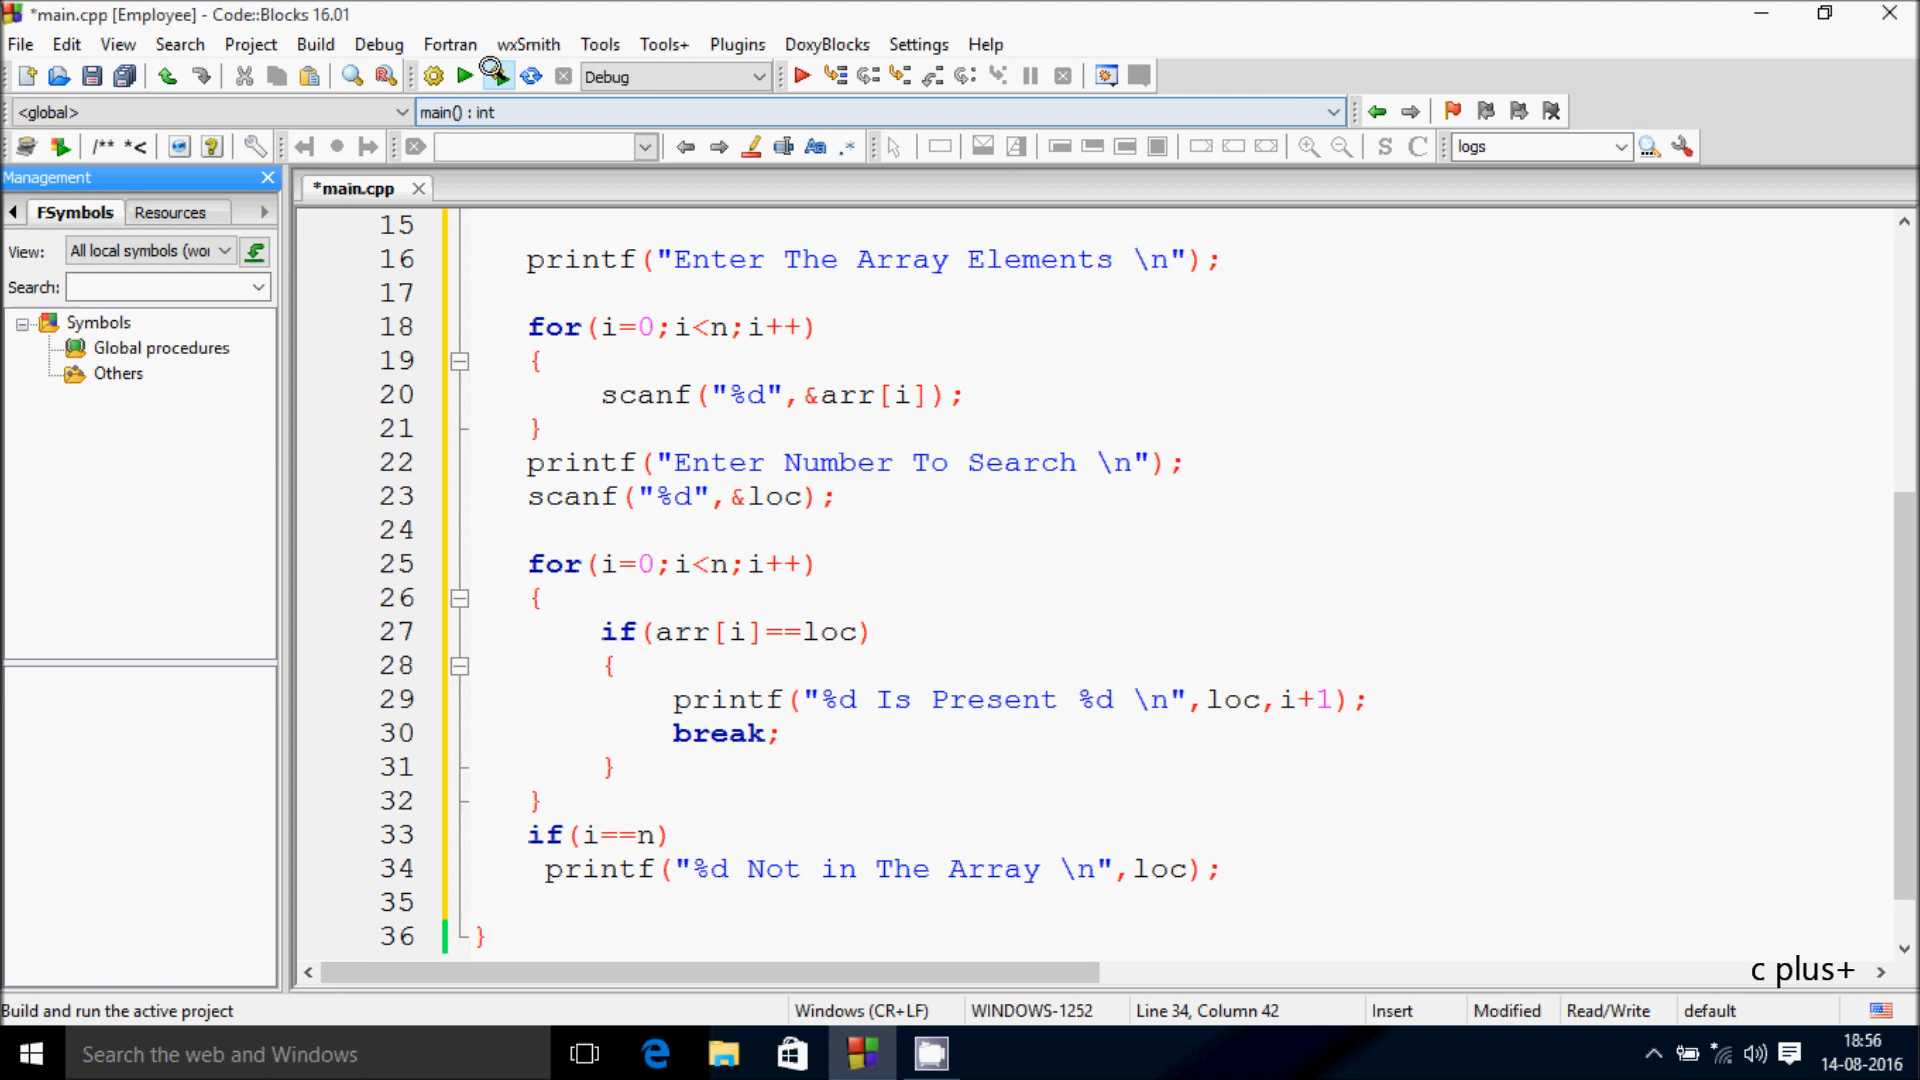 *main.cpp [Employee] - Code::Blocks 16.01
File Edit View Search Project Build Debug Fortran wxSmith Tools Tools+ Plugins DoxyBlocks Settings Help
Debug
<global> main() : int
/** *< logs
Management
FSymbols Resources
*main.cpp
View: All local symbols (wor
Search:
Symbols
Global procedures
Others
15
16 printf("Enter The Array Elements \n");
17
18 for(i=0;i<n;i++)
19 {
20 scanf("%d",&arr[i]);
21 }
22 printf("Enter Number To Search \n");
23 scanf("%d",&loc);
24
25 for(i=0;i<n;i++)
26 {
27 if(arr[i]==loc)
28 {
29 printf("%d Is Present %d \n",loc,i+1);
30 break;
31 }
32 }
33 if(i==n)
34 printf("%d Not in The Array \n",loc);
35
36 }
c plus+
Build and run the active project Windows (CR+LF) WINDOWS-1252 Line 34, Column 42 Insert Modified Read/Write default
Search the web and Windows
18:56
14-08-2016